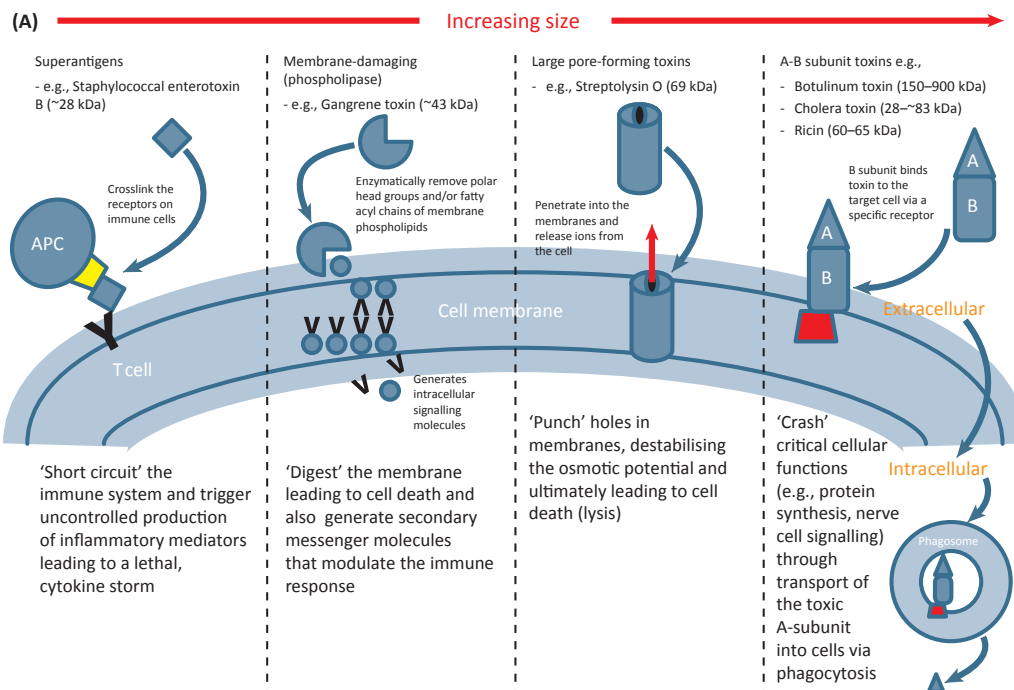 (A)
Increasing size
Superantigens
- e.g., Staphylococcal enterotoxin
B (~28 kDa)
Crosslink the
receptors on
immune cells
APC
T cell
'Short circuit' the
immune system and trigger
uncontrolled production
of inflammatory mediators
leading to a lethal,
cytokine storm
Membrane-damaging
(phospholipase)
- e.g., Gangrene toxin (~43 kDa)
Enzymatically remove polar
head groups and/or fatty
acyl chains of membrane
phospholipids
Cell membrane
Generates
intracellular
signalling
molecules
'Digest' the membrane
leading to cell death and
also generate secondary
messenger molecules
that modulate the immune
response
Large pore-forming toxins
- e.g., Streptolysin O (69 kDa)
Penetrate into the
membranes and
release ions from
the cell
'Punch' holes in
membranes, destabilising
the osmotic potential and
ultimately leading to cell
death (lysis)
A-B subunit toxins e.g.,
- Botulinum toxin (150–900 kDa)
- Cholera toxin (28–~83 kDa)
- Ricin (60–65 kDa)
B subunit binds
toxin to the
target cell via a
specific receptor
A
B
A
B
Extracellular
Intracellular
Phagosome
'Crash'
critical cellular
functions
(e.g., protein
synthesis, nerve
cell signalling)
through
transport of
the toxic
A-subunit
into cells via
phagocytosis